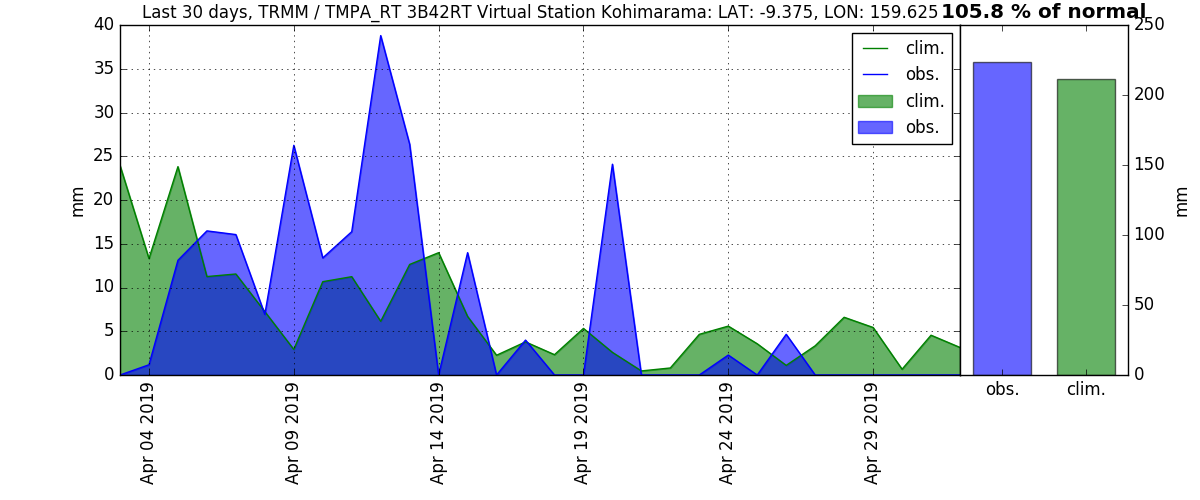 Last 30 days, TRMM / TMPA_RT 3B42RT Virtual Station Kohimarama: LAT: -9.375, LON: 159.625
105.8 % of normal
40
35
30
25
20
15
10
5
0
mm
clim.
obs.
clim.
obs.
Apr 04 2019
Apr 09 2019
Apr 14 2019
Apr 19 2019
Apr 24 2019
Apr 29 2019
250
200
150
100
50
0
mm
obs.
clim.